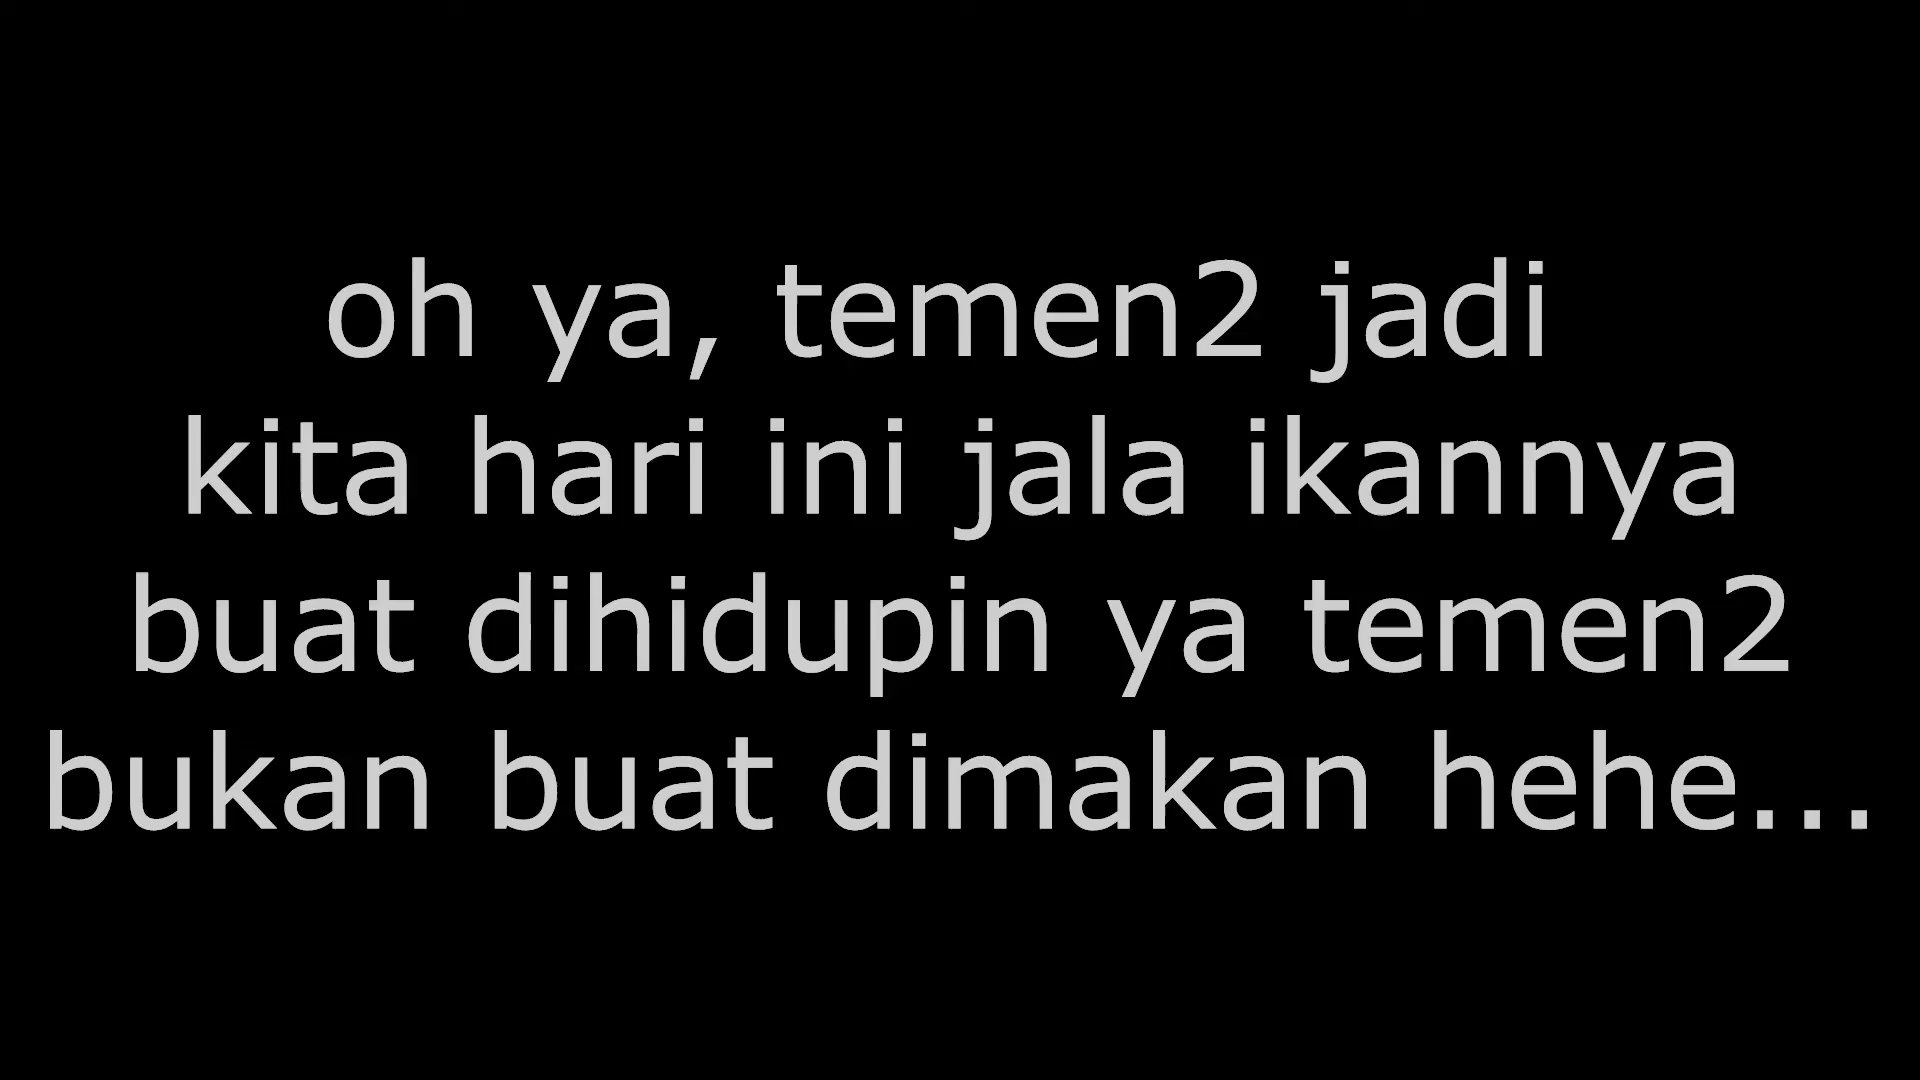 oh ya, temen2 jadi
kita hari ini jala ikannya
buat dihidupin ya temen2
bukan buat dimakan hehe...